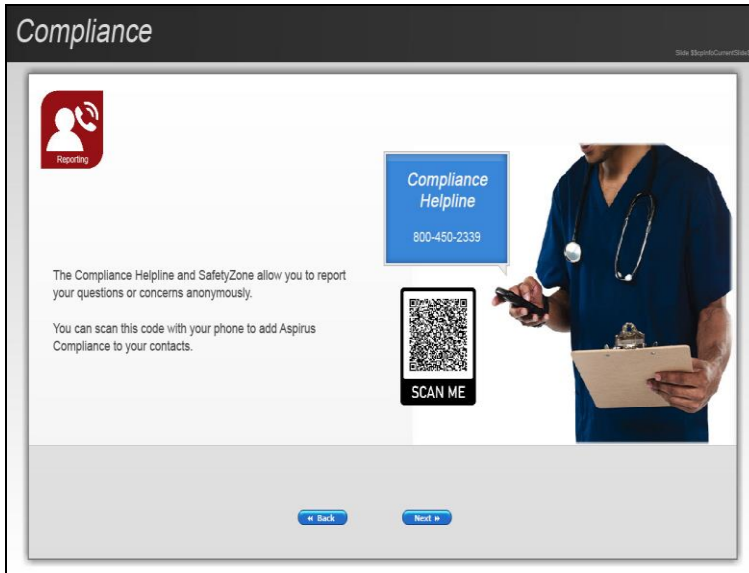 Compliance
Slide $$cpInfoCurrentSlide$
Reporting
Compliance
Helpline
800-450-2339
The Compliance Helpline and SafetyZone allow you to report
your questions or concerns anonymously.
You can scan this code with your phone to add Aspirus
Compliance to your contacts.
SCAN ME
« Back
Next »